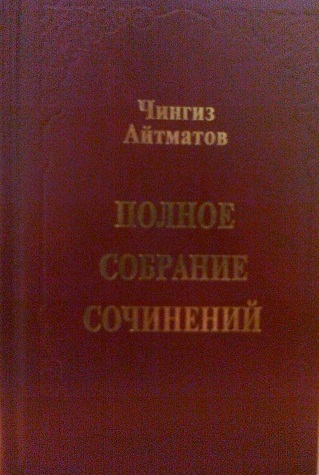 Чингиз
Айтматов
ПОЛНОЕ
СОБРАНИЕ
СОЧИНЕНИЙ